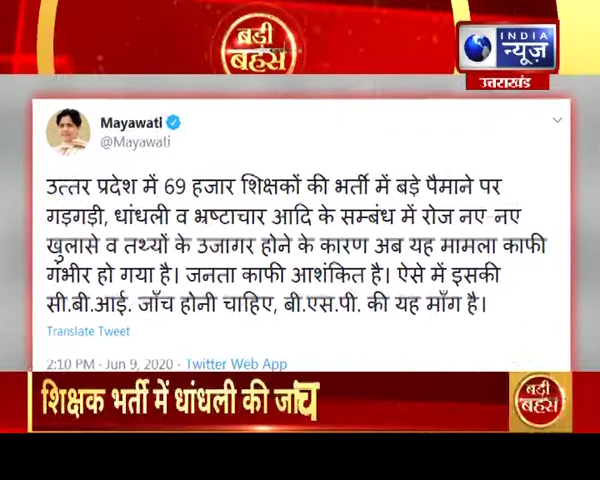 बड़ी
बहस
INDIA
न्यूज़
उत्तराखंड
Mayawati
@Mayawati
उत्तर प्रदेश में 69 हजार शिक्षकों की भर्ती में बड़े पैमाने पर
गड़गड़ी, धांधली व भ्रष्टाचार आदि के सम्बंध में रोज नए-नए
खुलासे व तथ्यों के उजागर होने के कारण अब यह मामला काफी
गंभीर हो गया है। जनता काफी आशंकित है। ऐसे में इसकी
सी.बी.आई. जाँच होनी चाहिए, बी.एस.पी. की यह माँग है।
Translate Tweet
2:10 PM · Jun 9, 2020 · Twitter Web App
शिक्षक भर्ती में धांधली की जांच
बड़ी
बहस